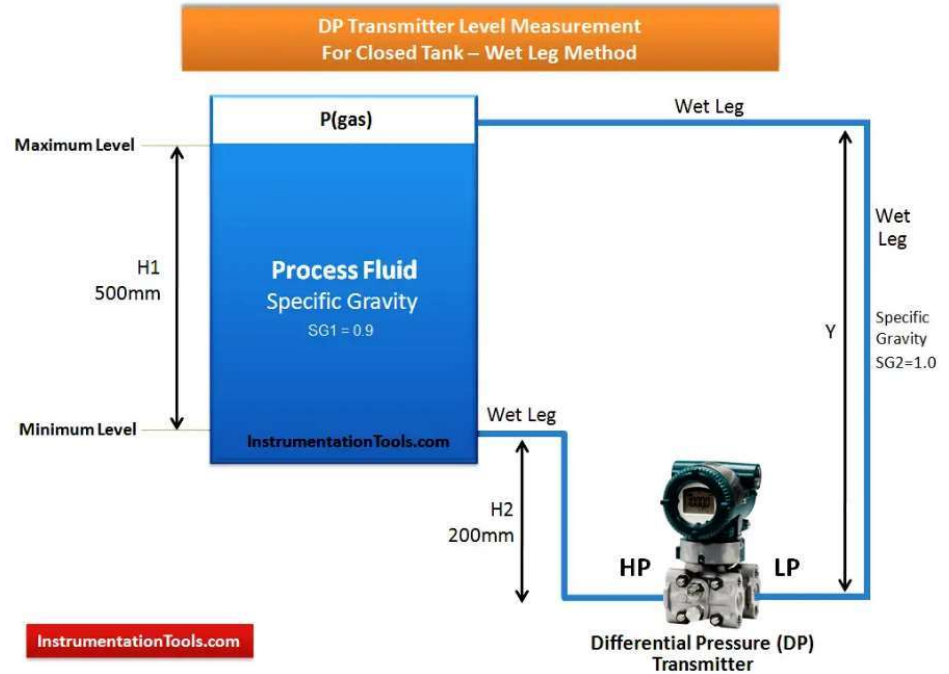 DP Transmitter Level Measurement
For Closed Tank – Wet Leg Method
P(gas)
Wet Leg
Maximum Level
H1
500mm
Process Fluid
Specific Gravity
SG1 = 0.9
Wet
Leg
Y
Specific
Gravity
SG2=1.0
Minimum Level
InstrumentationTools.com
Wet Leg
H2
200mm
HP
LP
InstrumentationTools.com
Differential Pressure (DP)
Transmitter